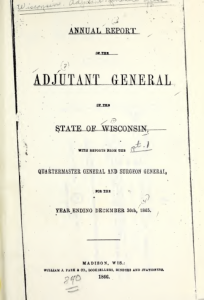 ANNUAL REPORT
OF THE
ADJUTANT GENERAL
OF THE
STATE OF WISCONSIN,
WITH REPORTS FROM THE
QUARTERMASTER GENERAL AND SURGEON GENERAL,
FOR THE
YEAR ENDING DECEMBER 30th, 1865.
MADISON, WIS.:
WILLIAM J. PARK & CO., BOOKSELLERS, BINDERS AND STATIONERS.
1866.